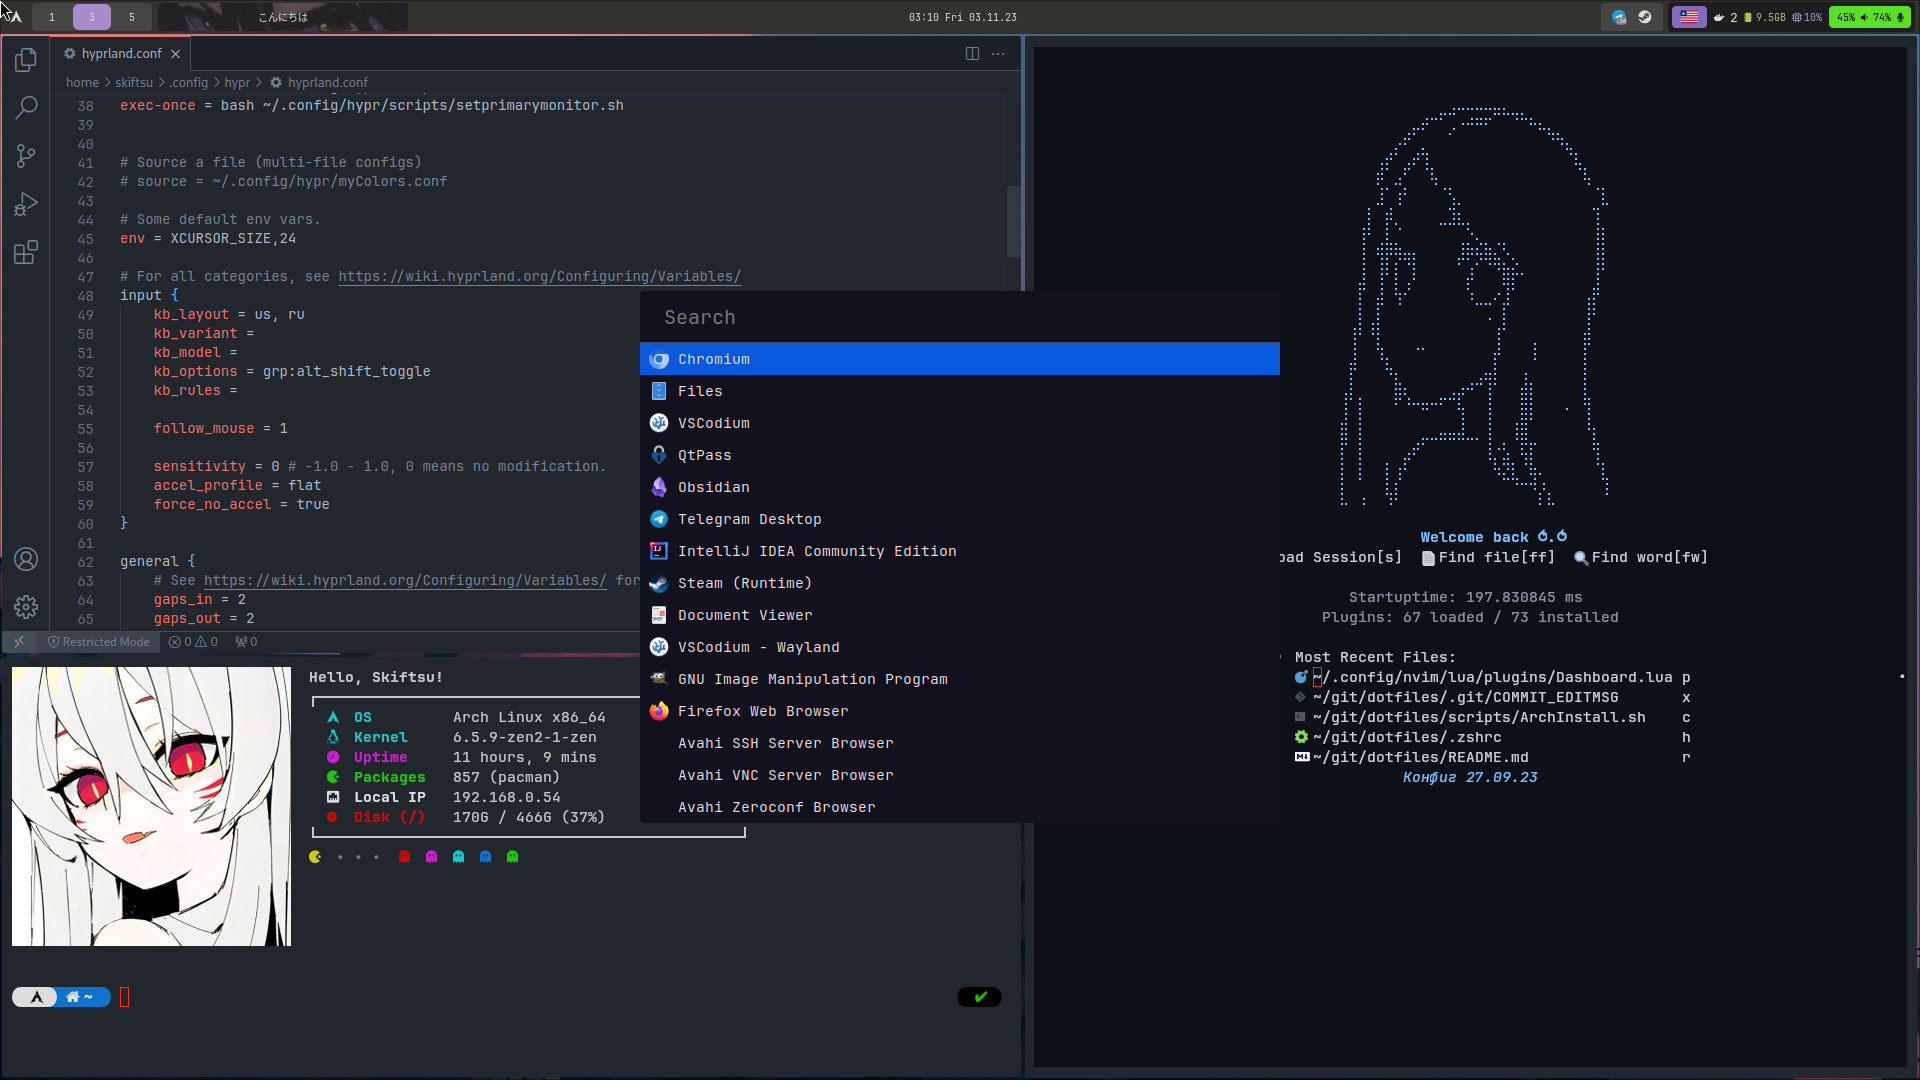 1 3 5 こんにちは 03:10 Fri 03.11.23 2 9.5GB 10% 45% 74%
hyprland.conf
home > skiftsu > .config > hypr > hyprland.conf
38 exec-once = bash ~/.config/hypr/scripts/setprimarymonitor.sh
39
40
41 # Source a file (multi-file configs)
42 # source = ~/.config/hypr/myColors.conf
43
44 # Some default env vars.
45 env = XCURSOR_SIZE,24
46
47 # For all categories, see https://wiki.hyprland.org/Configuring/Variables/
48 input {
49 kb_layout = us, ru
50 kb_variant =
51 kb_model =
52 kb_options = grp:alt_shift_toggle
53 kb_rules =
54
55 follow_mouse = 1
56
57 sensitivity = 0 # -1.0 - 1.0, 0 means no modification.
58 accel_profile = flat
59 force_no_accel = true
60 }
61
62 general {
63 # See https://wiki.hyprland.org/Configuring/Variables/ for
64 gaps_in = 2
65 gaps_out = 2
Restricted Mode 0 0 0
Search
Chromium
Files
VSCodium
QtPass
Obsidian
Telegram Desktop
IntelliJ IDEA Community Edition
Steam (Runtime)
Document Viewer
VSCodium - Wayland
GNU Image Manipulation Program
Firefox Web Browser
Avahi SSH Server Browser
Avahi VNC Server Browser
Avahi Zeroconf Browser
Hello, Skiftsu!
OS Arch Linux x86_64
Kernel 6.5.9-zen2-1-zen
Uptime 11 hours, 9 mins
Packages 857 (pacman)
Local IP 192.168.0.54
Disk (/) 170G / 466G (37%)
~
Welcome back
oad Session[s] Find file[ff] Find word[fw]
Startuptime: 197.830845 ms
Plugins: 67 loaded / 73 installed
Most Recent Files:
~/.config/nvim/lua/plugins/Dashboard.lua p
~/git/dotfiles/.git/COMMIT_EDITMSG x
~/git/dotfiles/scripts/ArchInstall.sh c
~/git/dotfiles/.zshrc h
~/git/dotfiles/README.md r
Конфиг 27.09.23